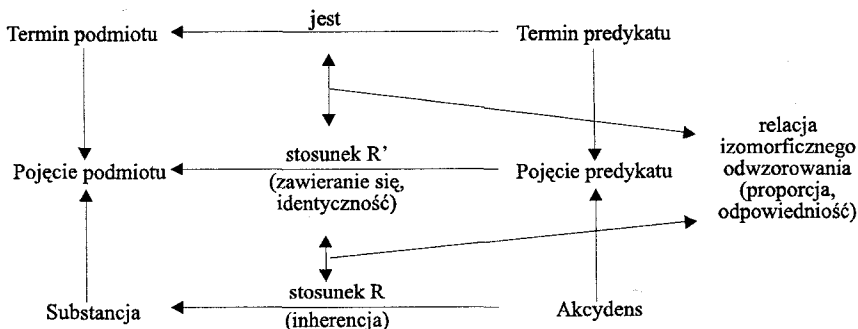 jest
Termin podmiotu
Termin predykatu
relacja
izomorficznego
odwzorowania
(proporcja,
odpowiedniość)
Pojęcie podmiotu
stosunek R’
(zawieranie się,
identyczność)
Pojęcie predykatu
Substancja
stosunek R
(inherencja)
Akcydens